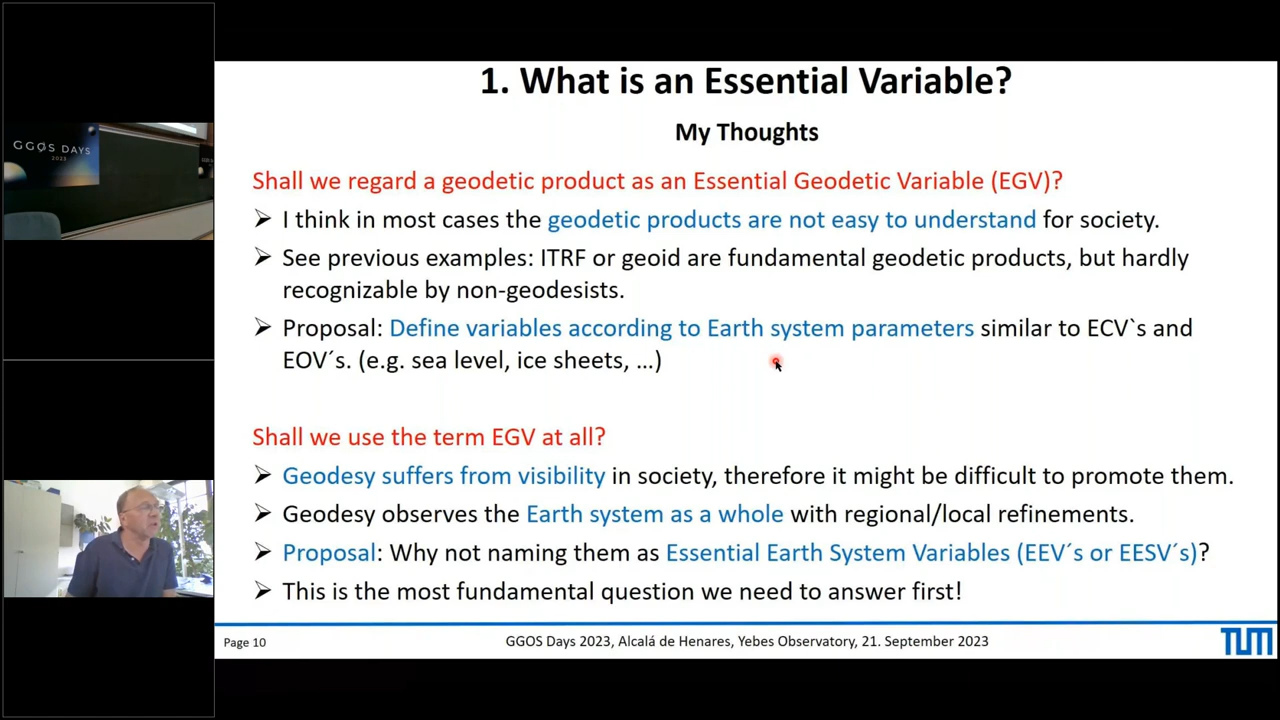 GGOS DAYS
2023
1. What is an Essential Variable?
My Thoughts
Shall we regard a geodetic product as an Essential Geodetic Variable (EGV)?
➢ I think in most cases the geodetic products are not easy to understand for society.
➢ See previous examples: ITRF or geoid are fundamental geodetic products, but hardly
recognizable by non-geodesists.
➢ Proposal: Define variables according to Earth system parameters similar to ECV`s and
EOV´s. (e.g. sea level, ice sheets, …)
Shall we use the term EGV at all?
➢ Geodesy suffers from visibility in society, therefore it might be difficult to promote them.
➢ Geodesy observes the Earth system as a whole with regional/local refinements.
➢ Proposal: Why not naming them as Essential Earth System Variables (EEV´s or EESV´s)?
➢ This is the most fundamental question we need to answer first!
Page 10
GGOS Days 2023, Alcalá de Henares, Yebes Observatory, 21. September 2023
TUM